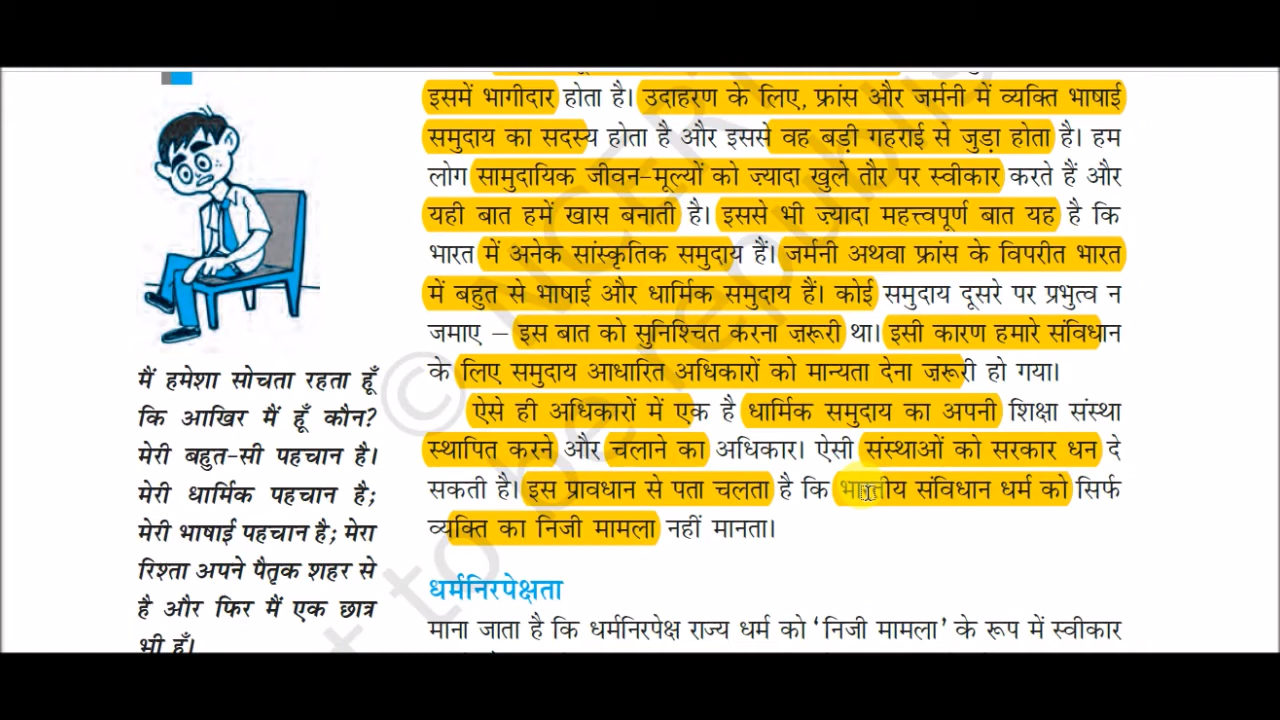 इसमें भागीदार होता है। उदाहरण के लिए, फ्रांस और जर्मनी में व्यक्ति भाषाई
समुदाय का सदस्य होता है और इससे वह बड़ी गहराई से जुड़ा होता है। हम
लोग सामुदायिक जीवन-मूल्यों को ज़्यादा खुले तौर पर स्वीकार करते हैं और
यही बात हमें खास बनाती है। इससे भी ज़्यादा महत्त्वपूर्ण बात यह है कि
भारत में अनेक सांस्कृतिक समुदाय हैं। जर्मनी अथवा फ्रांस के विपरीत भारत
में बहुत से भाषाई और धार्मिक समुदाय हैं। कोई समुदाय दूसरे पर प्रभुत्व न
जमाए – इस बात को सुनिश्चित करना ज़रूरी था। इसी कारण हमारे संविधान
के लिए समुदाय आधारित अधिकारों को मान्यता देना ज़रूरी हो गया।
ऐसे ही अधिकारों में एक है धार्मिक समुदाय का अपनी शिक्षा संस्था
स्थापित करने और चलाने का अधिकार। ऐसी संस्थाओं को सरकार धन दे
सकती है। इस प्रावधान से पता चलता है कि भारतीय संविधान धर्म को सिर्फ
व्यक्ति का निजी मामला नहीं मानता।
धर्मनिरपेक्षता
माना जाता है कि धर्मनिरपेक्ष राज्य धर्म को ‘निजी मामला’ के रूप में स्वीकार
मैं हमेशा सोचता रहता हूँ
कि आखिर मैं हूँ कौन?
मेरी बहुत-सी पहचान है।
मेरी धार्मिक पहचान है;
मेरी भाषाई पहचान है; मेरा
रिश्ता अपने पैतृक शहर से
है और फिर मैं एक छात्र
भी हूँ।
© NCERT
not to be republis